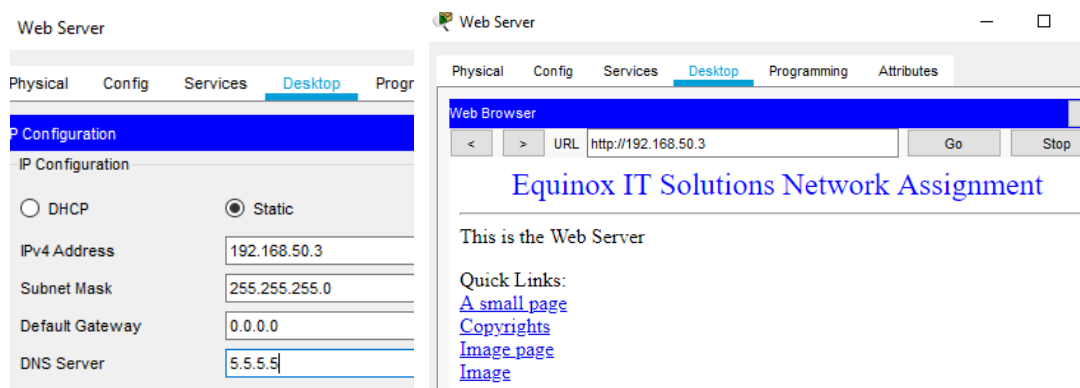 Web Server
Physical Config Services Desktop Progr
P Configuration
IP Configuration
DHCP Static
IPv4 Address 192.168.50.3
Subnet Mask 255.255.255.0
Default Gateway 0.0.0.0
DNS Server 5.5.5.5
Web Server
Physical Config Services Desktop Programming Attributes
Web Browser
< > URL http://192.168.50.3 Go Stop
Equinox IT Solutions Network Assignment
This is the Web Server
Quick Links:
A small page
Copyrights
Image page
Image